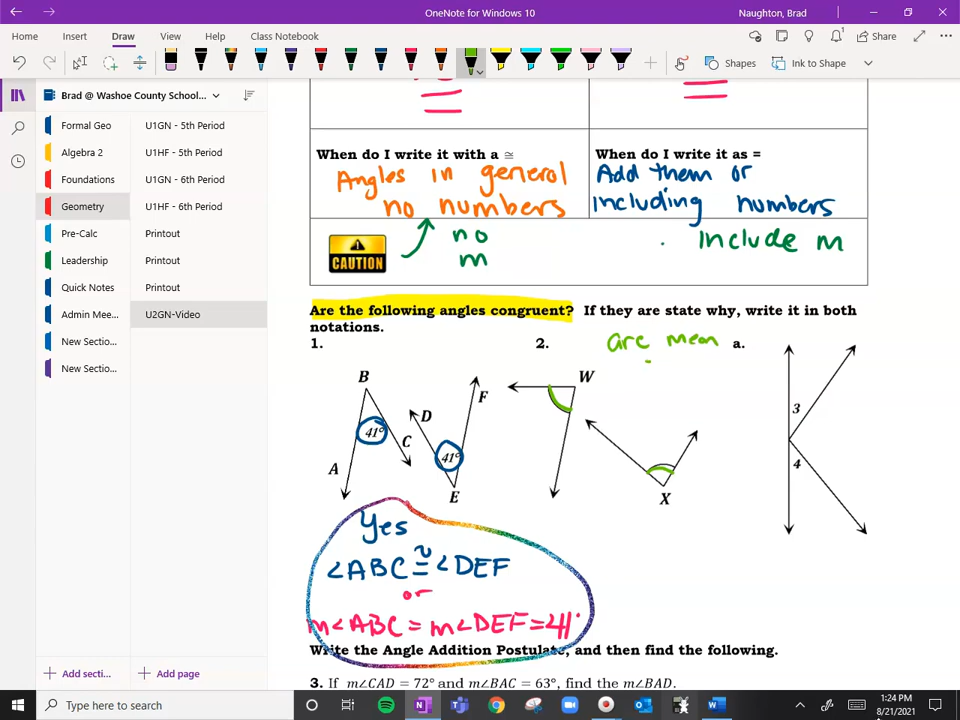 OneNote for Windows 10
Naughton, Brad
Home Insert Draw View Help Class Notebook
Share
Shapes
Ink to Shape
Brad @ Washoe County School...
Formal Geo
Algebra 2
Foundations
Geometry
Pre-Calc
Leadership
Quick Notes
Admin Mee...
New Sectio...
New Sectio...
Add secti...
U1GN - 5th Period
U1HF - 5th Period
U1GN - 6th Period
U1HF - 6th Period
Printout
Printout
Printout
U2GN-Video
Add page
When do I write it with a ≅
Angles in general
no numbers
When do I write it as =
Add them or
including numbers
CAUTION
no
m
Include m
Are the following angles congruent? If they are state why, write it in both
notations.
1.
2.
arc mean
a.
B
41°
A
C
D
F
41°
E
W
X
3
4
Yes
∠ABC ≅ ∠DEF
or
m∠ABC = m∠DEF = 41°
Write the Angle Addition Postulate, and then find the following.
3. If m∠CAD = 72° and m∠BAC = 63°, find the m∠BAD.
Type here to search
1:24 PM
8/21/2021